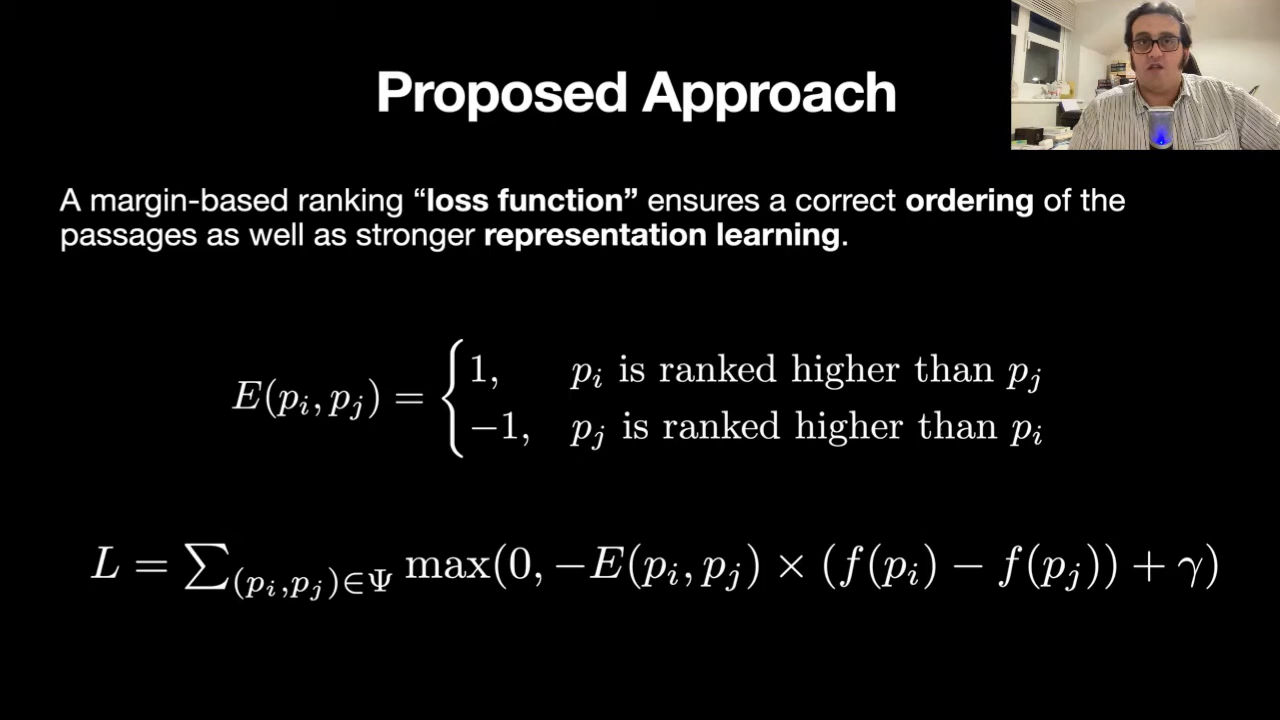 Proposed Approach
A margin-based ranking “loss function” ensures a correct ordering of the
passages as well as stronger representation learning.
E(p_i, p_j) = { 1, p_i is ranked higher than p_j
−1, p_j is ranked higher than p_i
L = ∑_{(p_i,p_j)∈Ψ} max(0, −E(p_i, p_j) × (f(p_i) − f(p_j)) + γ)